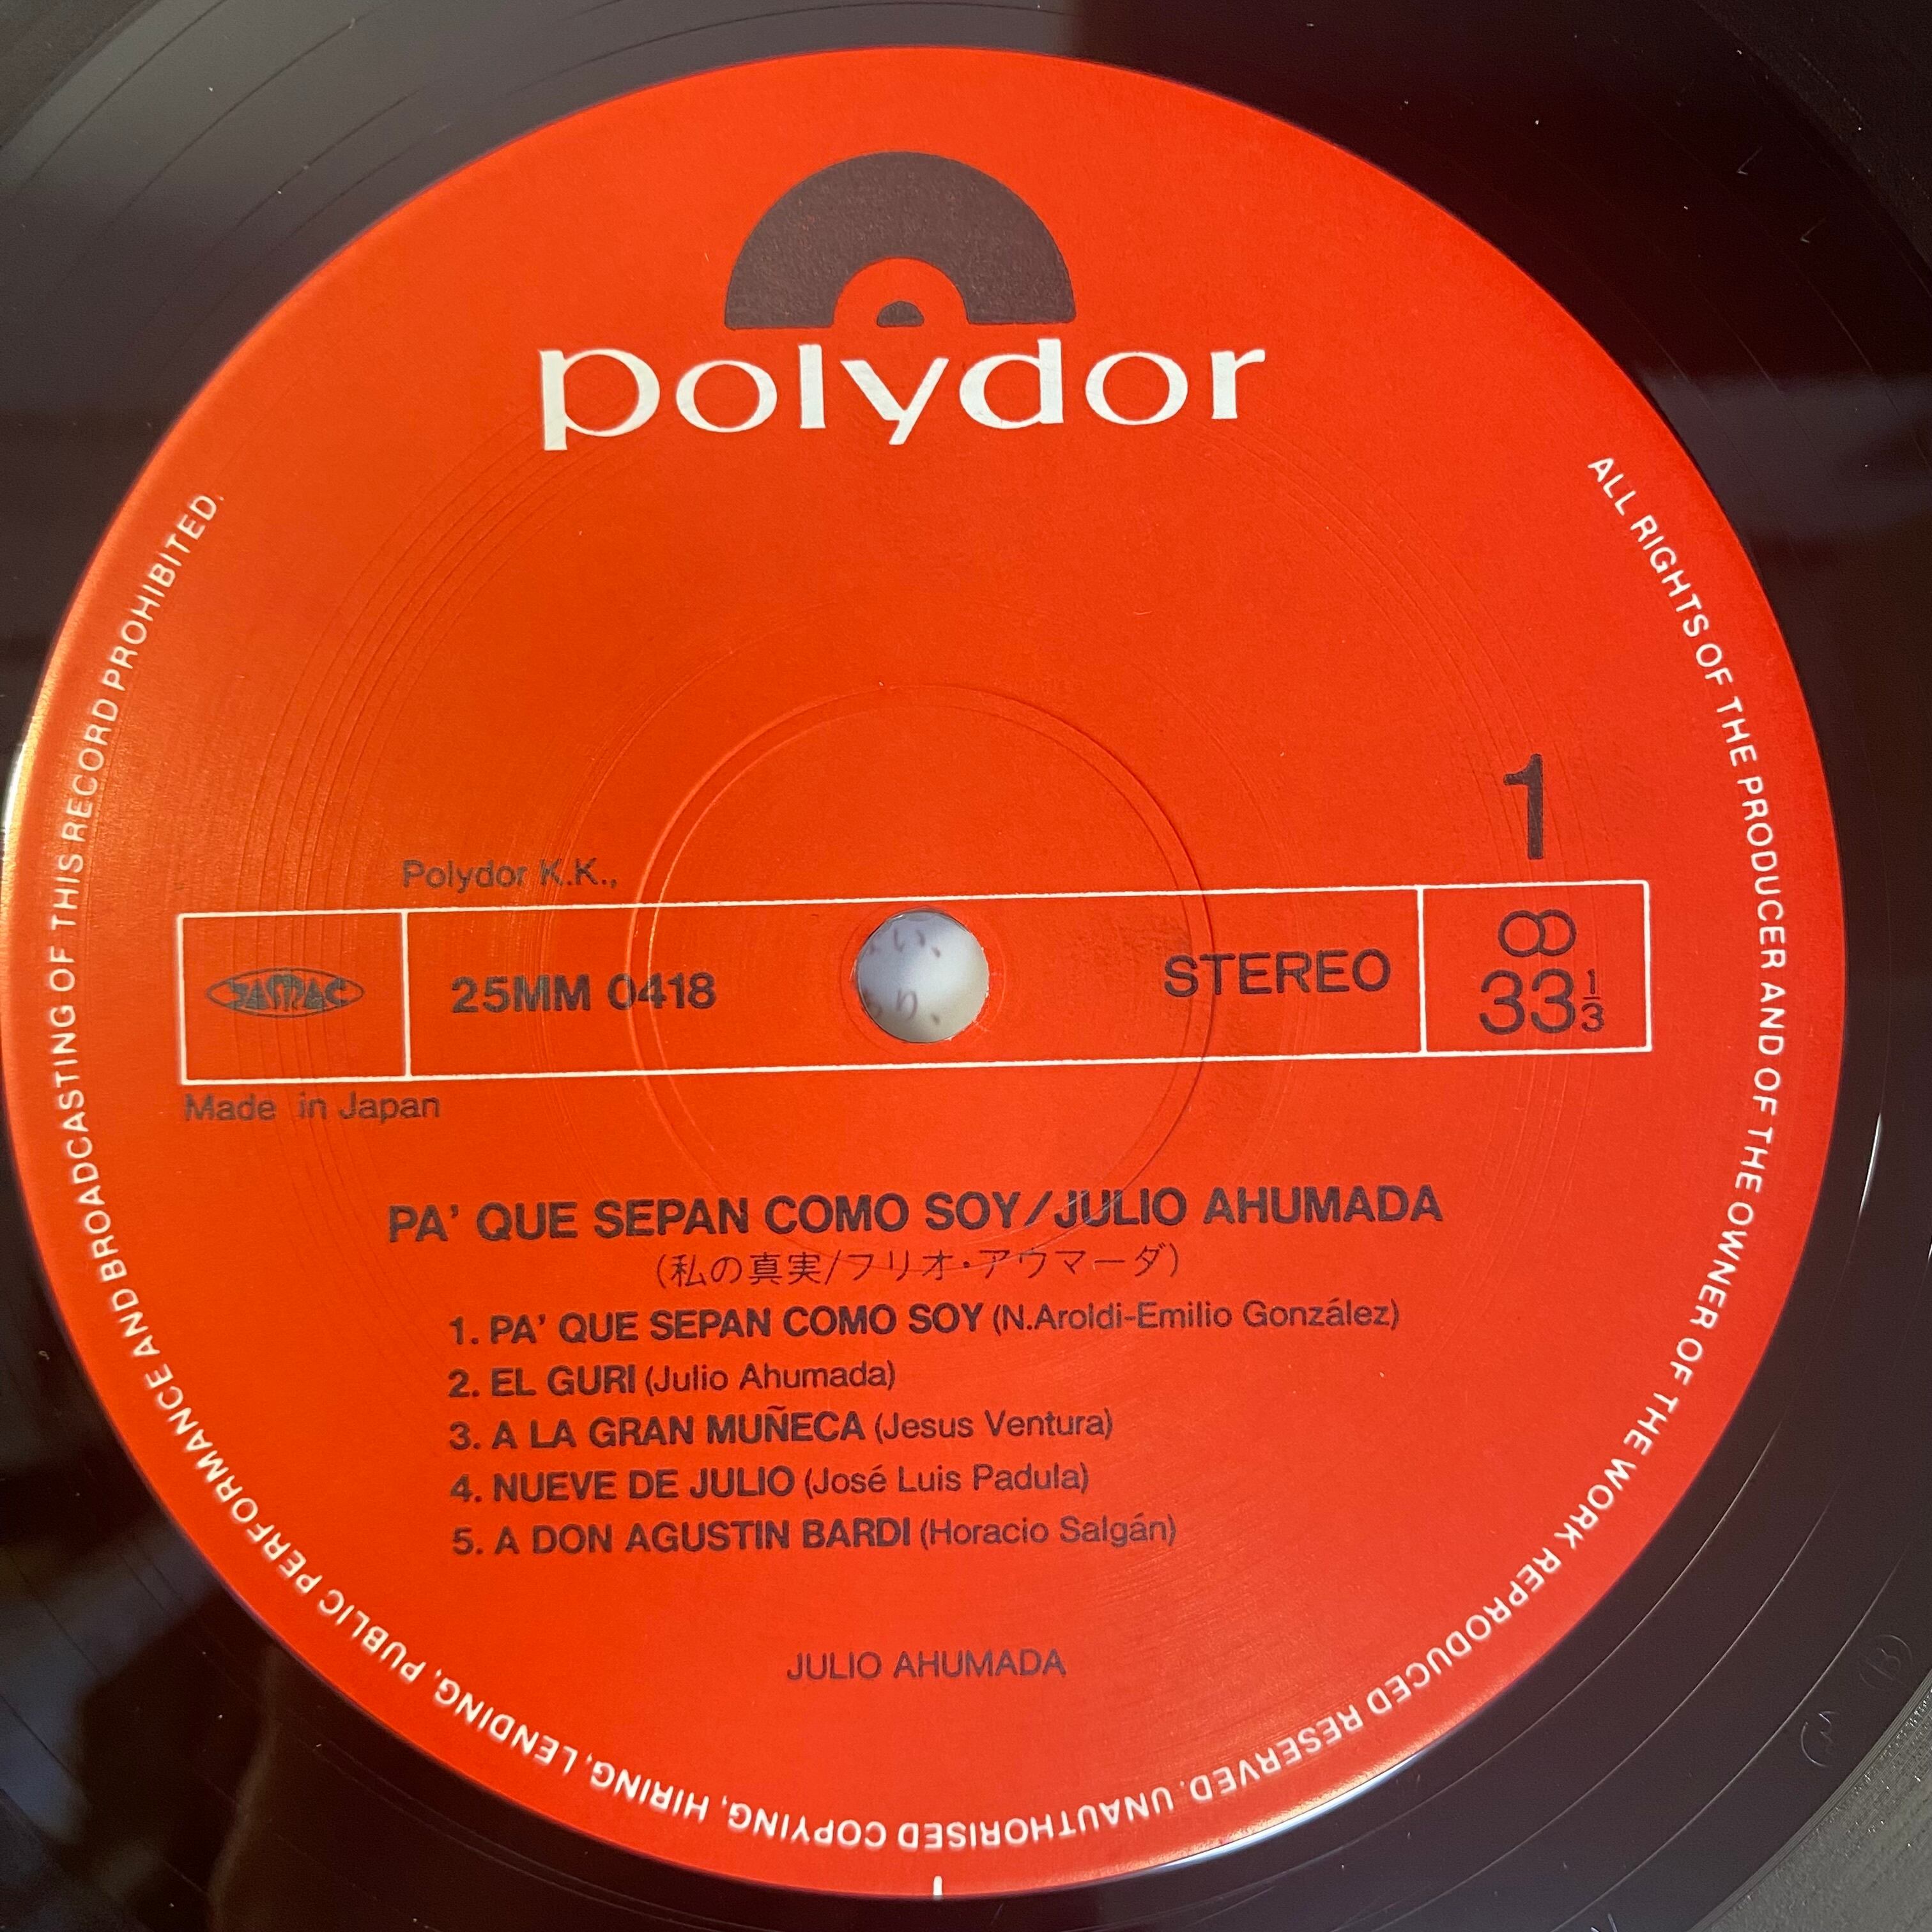 polydor
1
Polydor K.K.,
JASRAC
25MM 0418
STEREO
33 1/3
Made in Japan
PA' QUE SEPAN COMO SOY/JULIO AHUMADA
(私の真実/フリオ・アウマーダ)
1. PA' QUE SEPAN COMO SOY (N.Aroldi-Emilio González)
2. EL GURI (Julio Ahumada)
3. A LA GRAN MUÑECA (Jesus Ventura)
4. NUEVE DE JULIO (José Luis Padula)
5. A DON AGUSTIN BARDI (Horacio Salgán)
JULIO AHUMADA
ALL RIGHTS OF THE PRODUCER AND OF THE OWNER OF THE WORK REPRODUCED RESERVED. UNAUTHORISED COPYING, HIRING, LENDING, PUBLIC PERFORMANCE AND BROADCASTING OF THIS RECORD PROHIBITED.